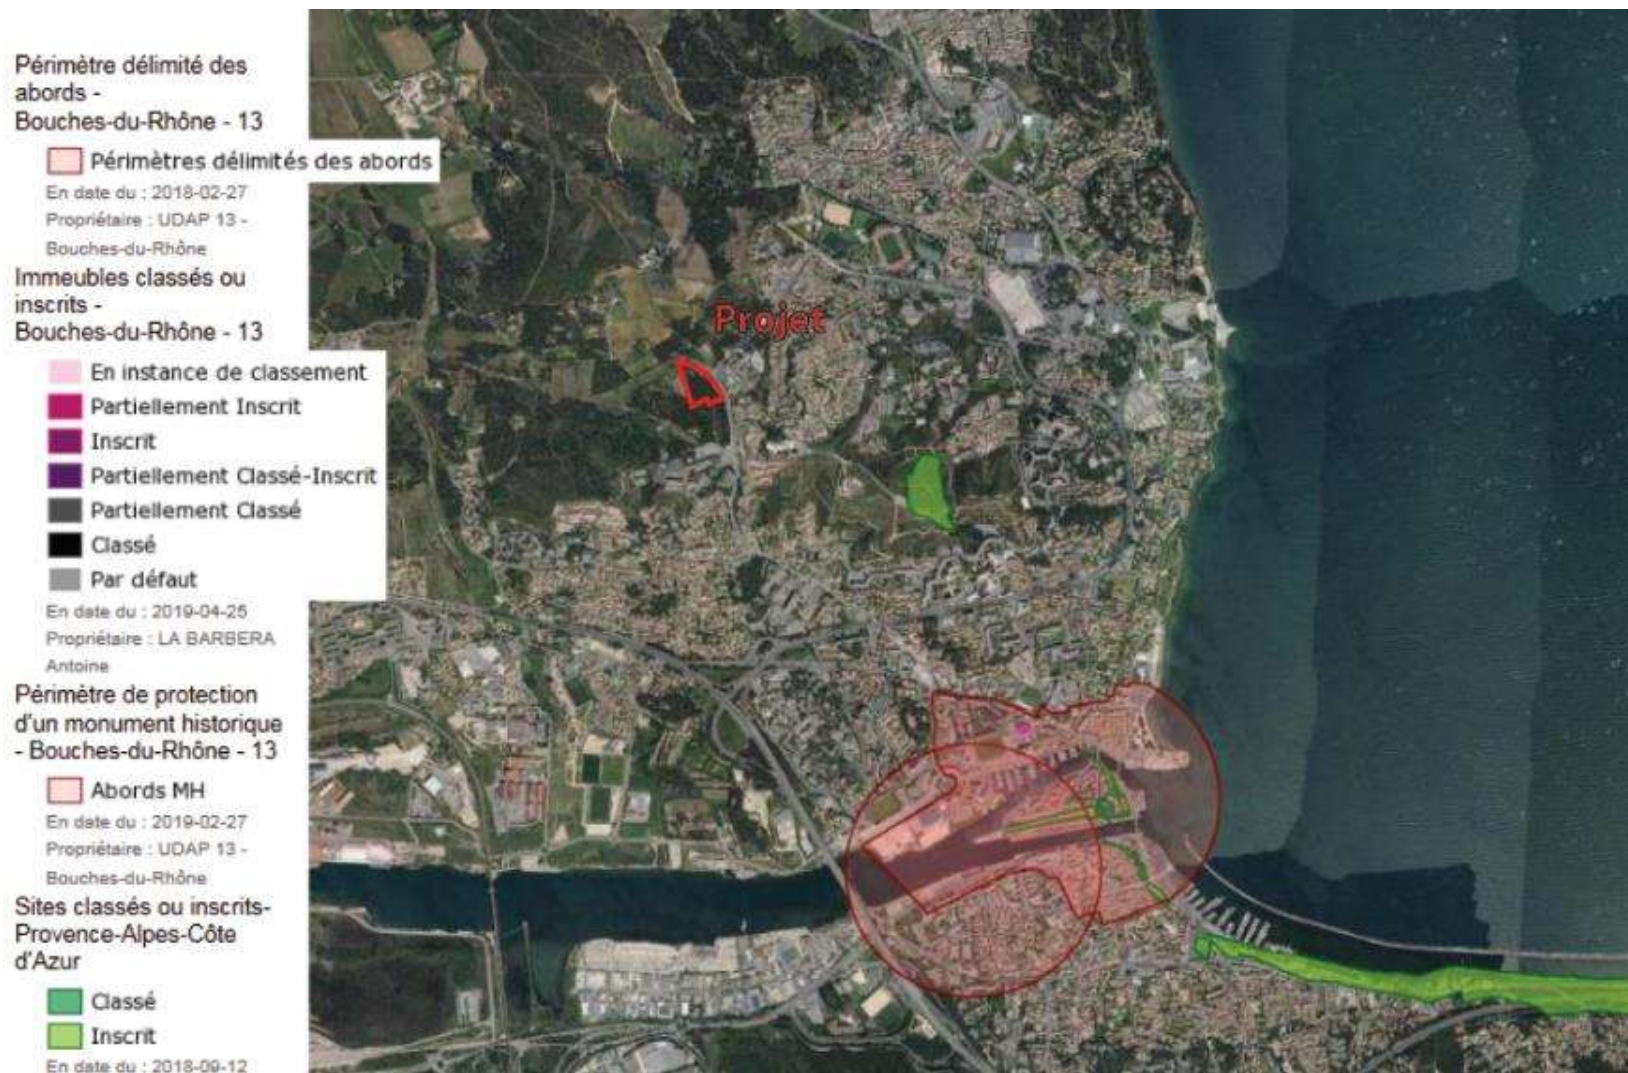 Périmètre délimité des
abords -
Bouches-du-Rhône - 13
Périmètres délimités des abords
En date du : 2018-02-27
Propriétaire : UDAP 13 -
Bouches-du-Rhône
Immeubles classés ou
inscrits -
Bouches-du-Rhône - 13
En instance de classement
Partiellement Inscrit
Inscrit
Partiellement Classé-Inscrit
Partiellement Classé
Classé
Par défaut
En date du : 2019-04-25
Propriétaire : LA BARBERA
Antoine
Périmètre de protection
d'un monument historique
- Bouches-du-Rhône - 13
Abords MH
En date du : 2019-02-27
Propriétaire : UDAP 13 -
Bouches-du-Rhône
Sites classés ou inscrits-
Provence-Alpes-Côte
d'Azur
Classé
Inscrit
En date du : 2018-09-12
Projet